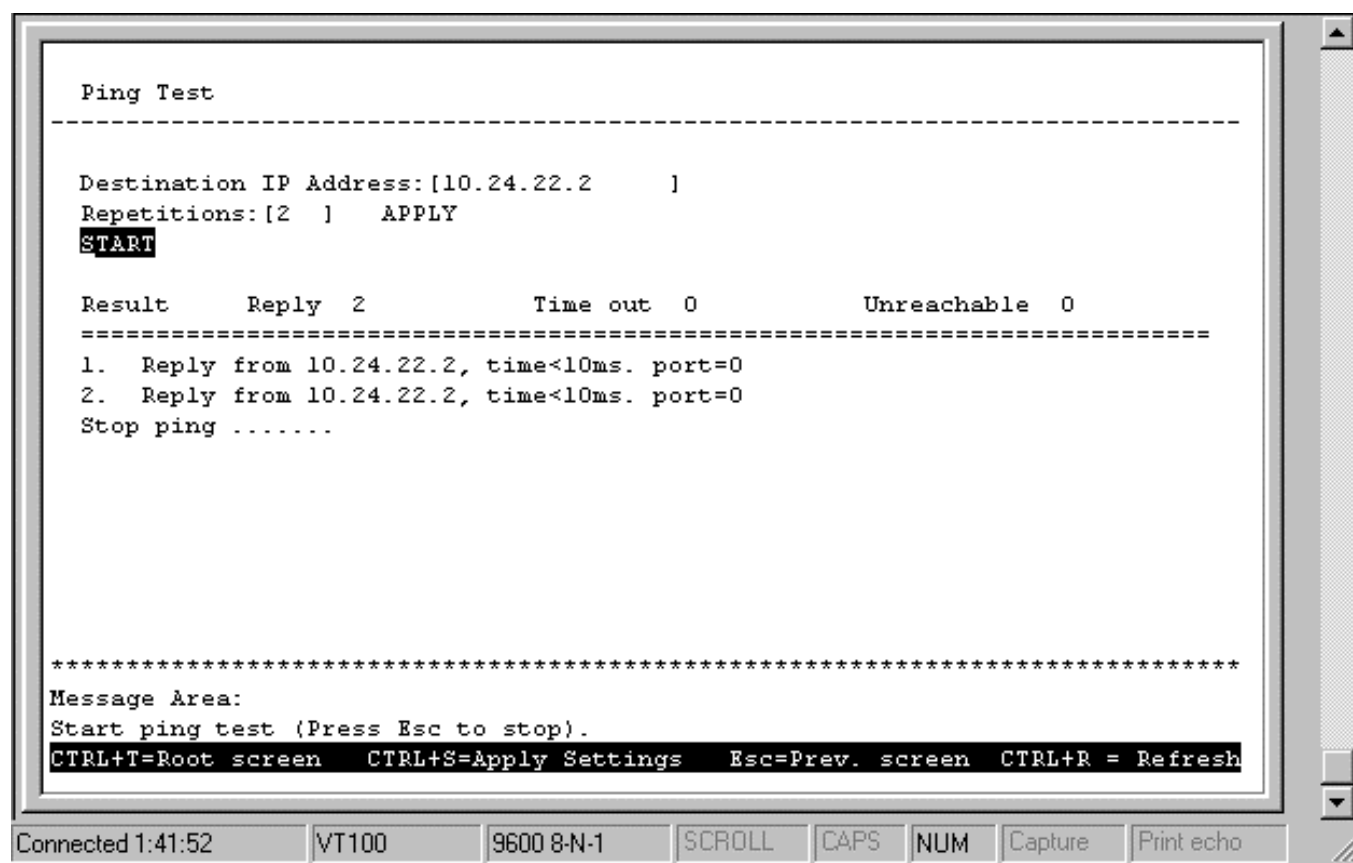 Ping Test
-------------------------------------------------------------------------------
Destination IP Address:[10.24.22.2     ]
Repetitions:[2  ]   APPLY
START
Result     Reply  2           Time out  0           Unreachable  0
===========================================================================
1.  Reply from 10.24.22.2, time<10ms. port=0
2.  Reply from 10.24.22.2, time<10ms. port=0
Stop ping .......
*******************************************************************************
Message Area:
Start ping test (Press Esc to stop).
CTRL+T=Root screen   CTRL+S=Apply Settings   Esc=Prev. screen  CTRL+R = Refresh
Connected 1:41:52 VT100 9600 8-N-1 SCROLL CAPS NUM Capture Print echo